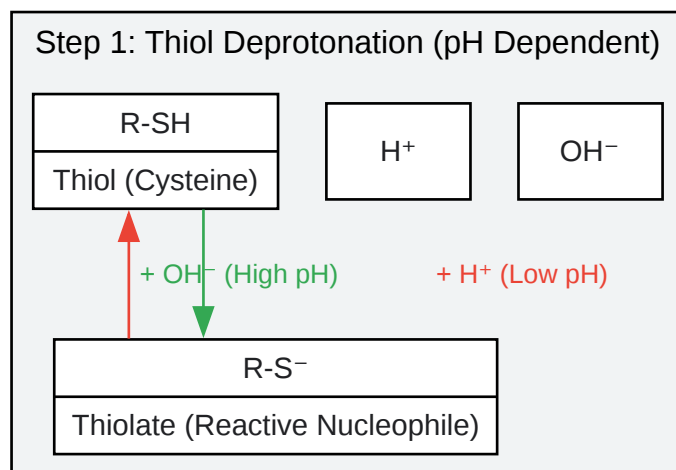 Step 1: Thiol Deprotonation (pH Dependent)
R-SH
Thiol (Cysteine)
H⁺
OH⁻
+ OH⁻ (High pH)
+ H⁺ (Low pH)
R-S⁻
Thiolate (Reactive Nucleophile)